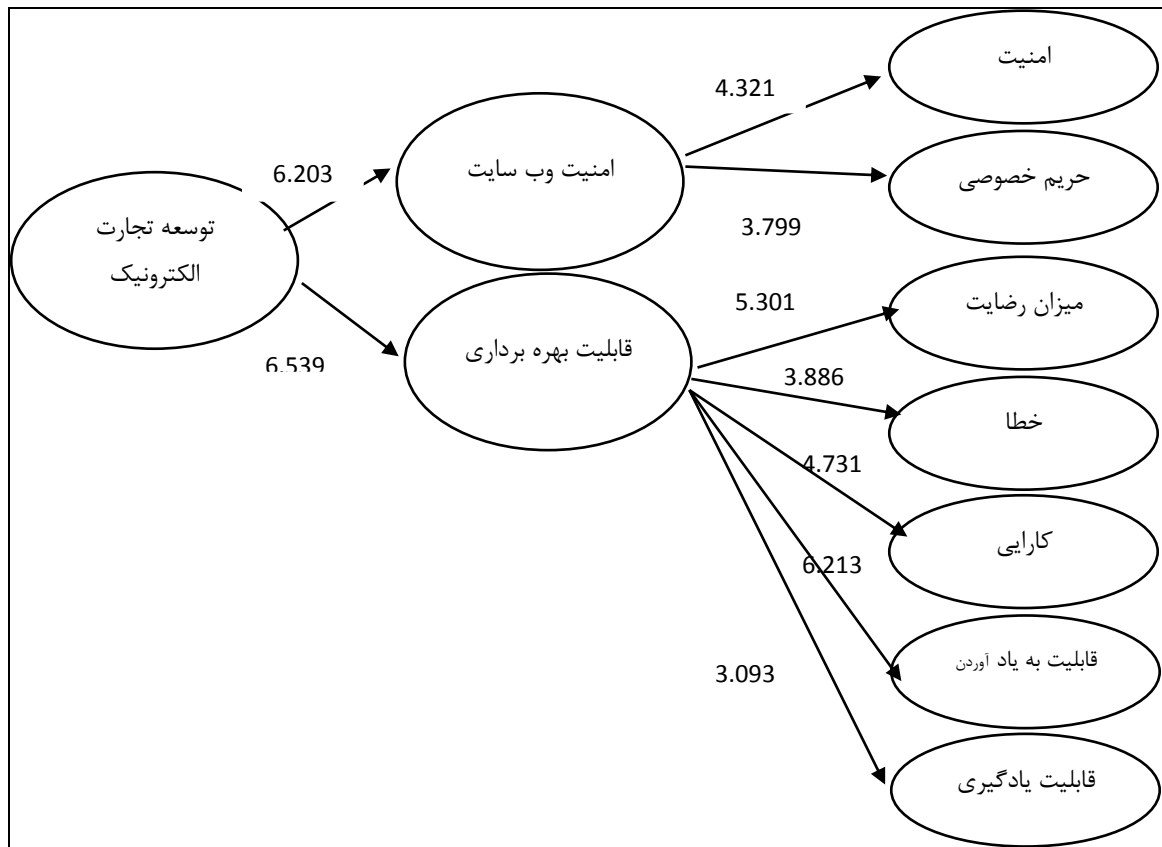 توسعه تجارت
الکترونیک
6.203
6.539
امنیت وب سایت
قابلیت بهره برداری
4.321
3.799
5.301
3.886
4.731
6.213
3.093
امنیت
حریم خصوصی
میزان رضایت
خطا
کارایی
قابلیت به یاد آوردن
قابلیت یادگیری